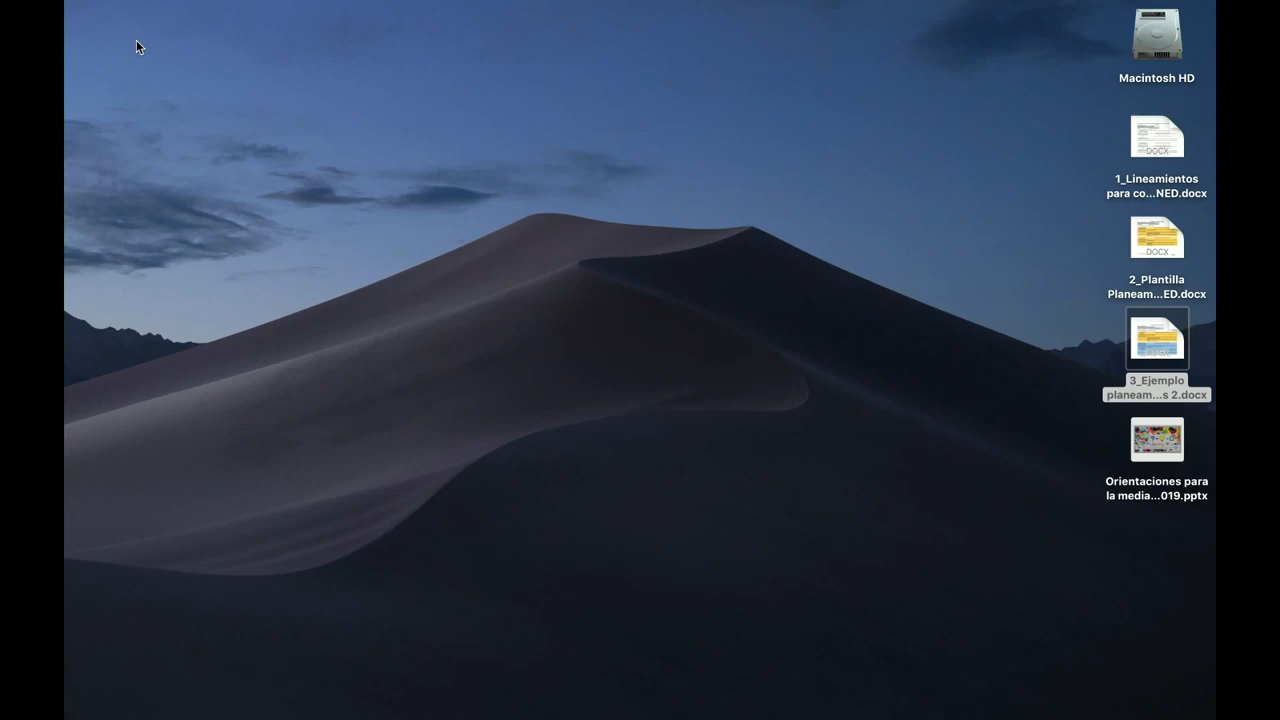 Macintosh HD
DOCX
1_Lineamientos
para co...NED.docx
DOCX
2_Plantilla
Planeam...ED.docx
3_Ejemplo
planeam...s 2.docx
Orientaciones para
la media...019.pptx